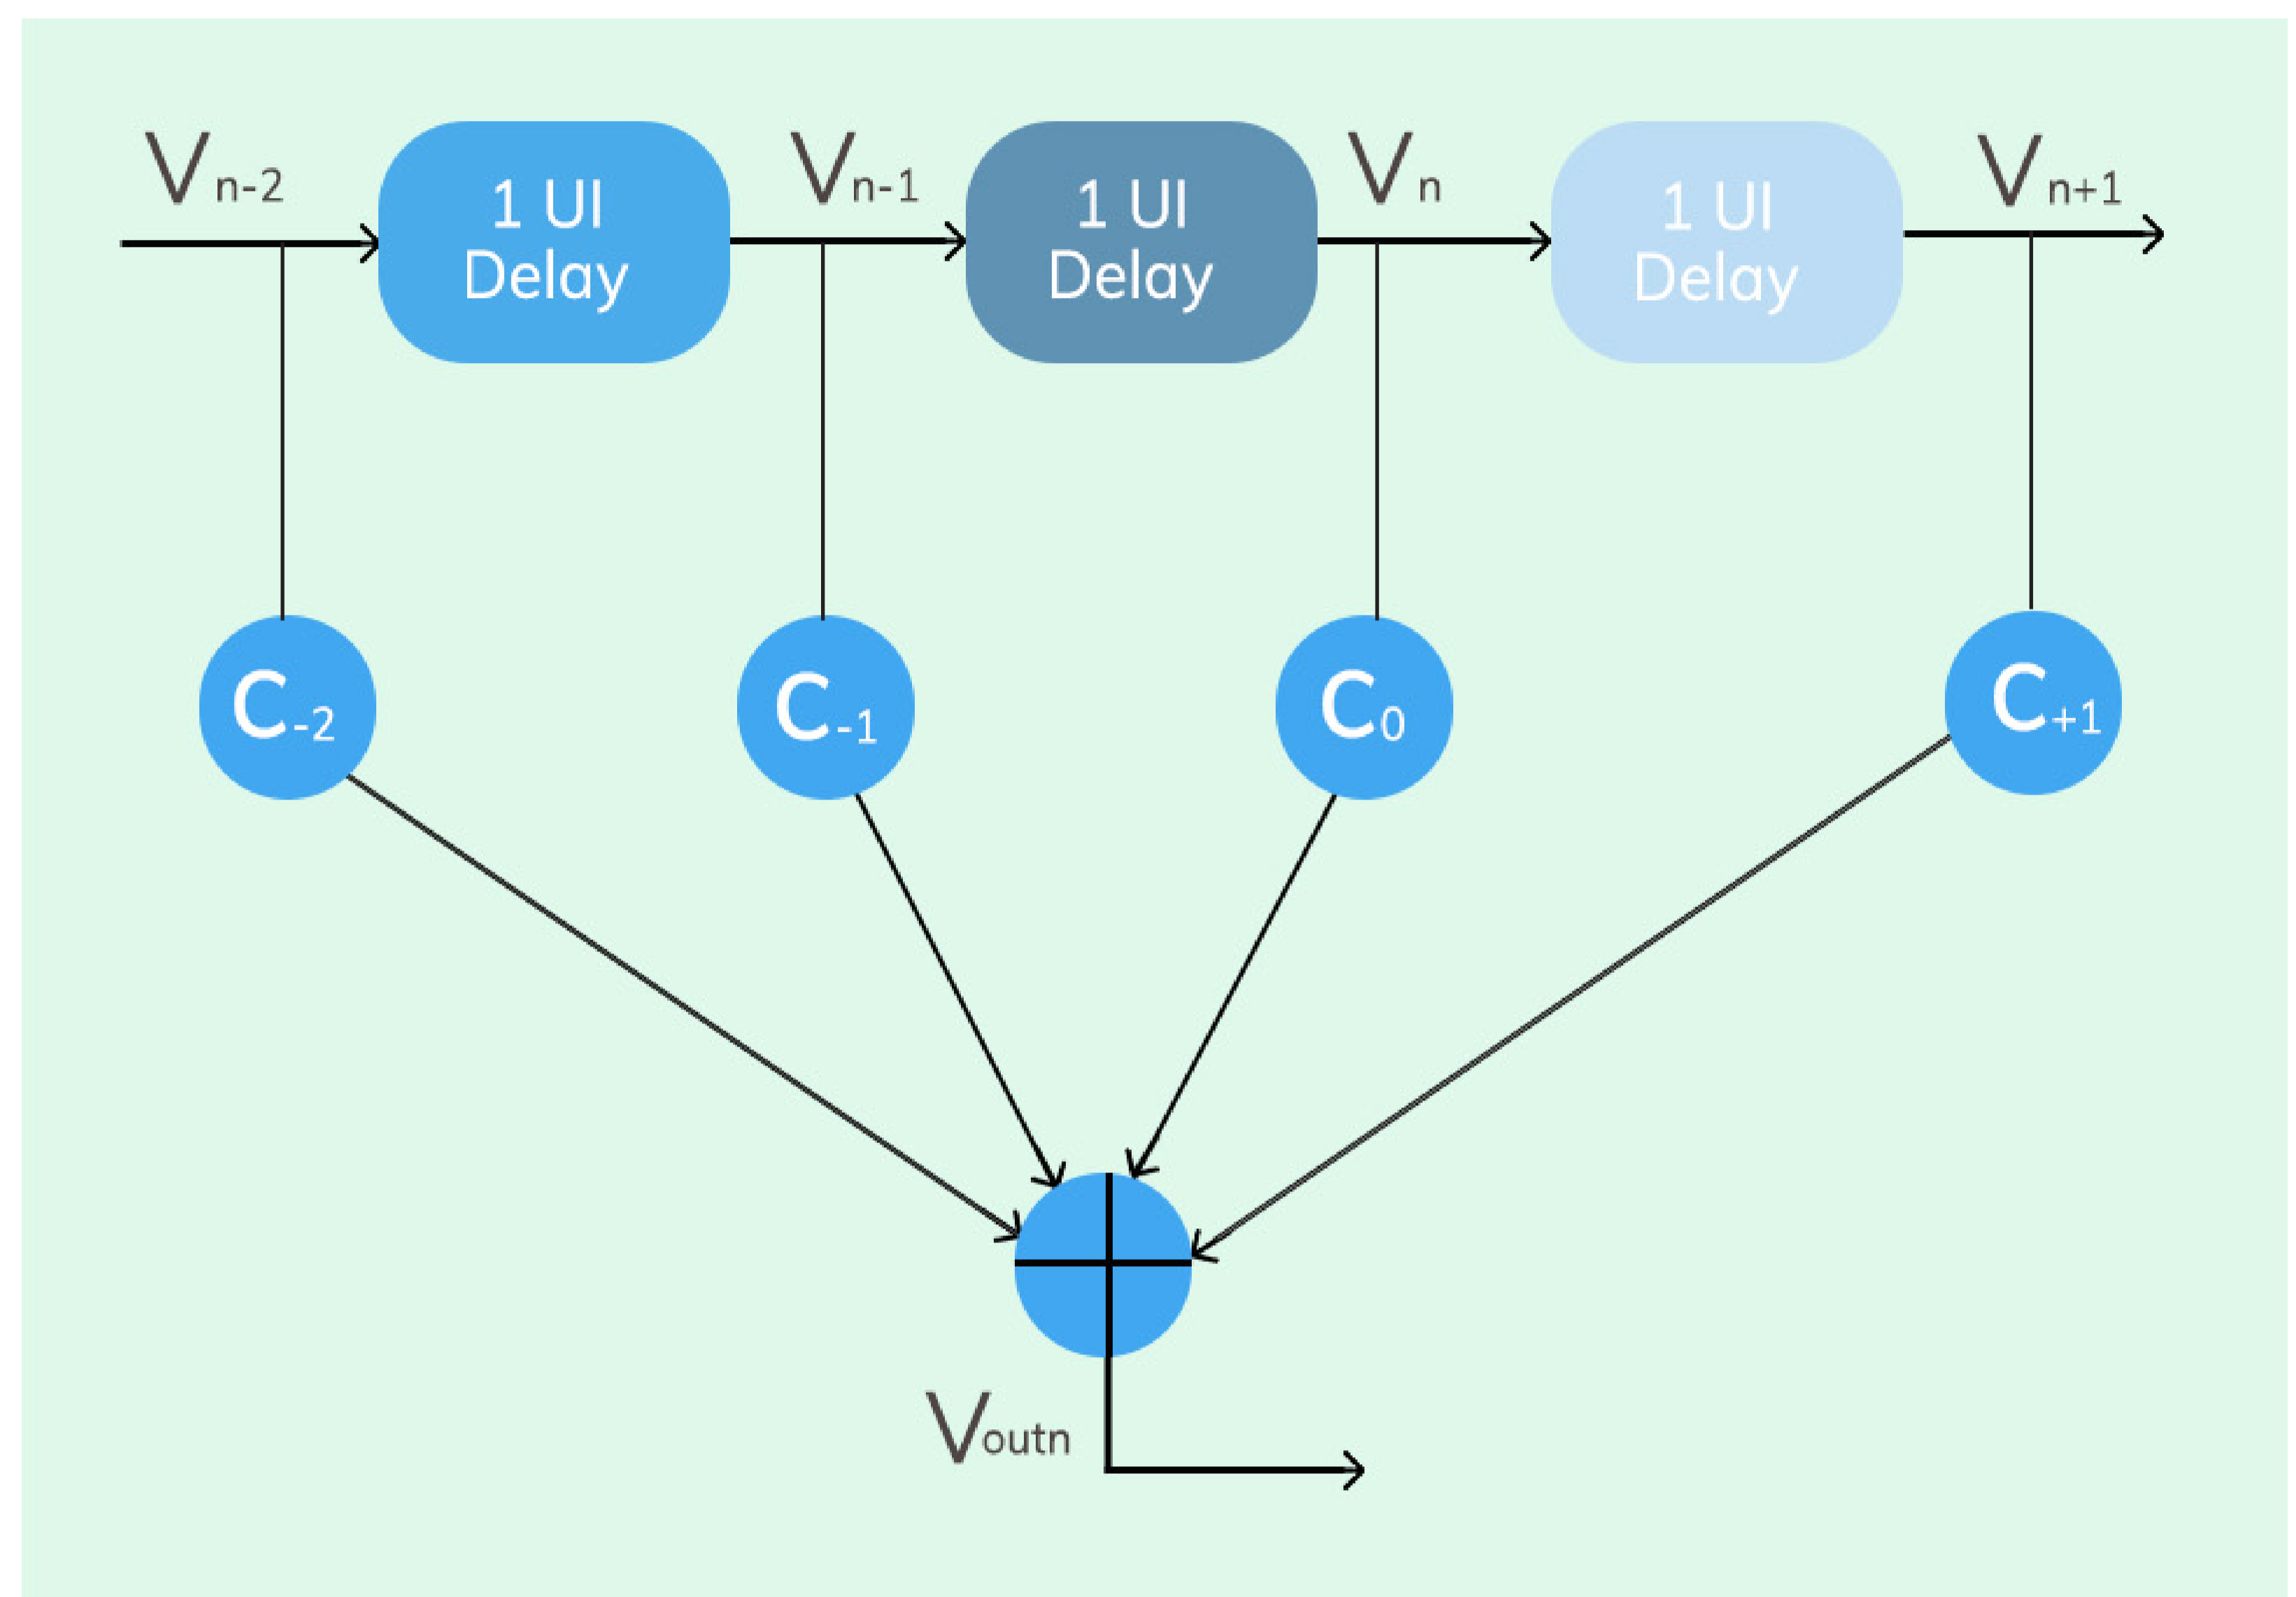 Vn-2
1 UI
Delay
Vn-1
1 UI
Delay
Vn
1 UI
Delay
Vn+1
C-2
C-1
C0
C+1
Voutn